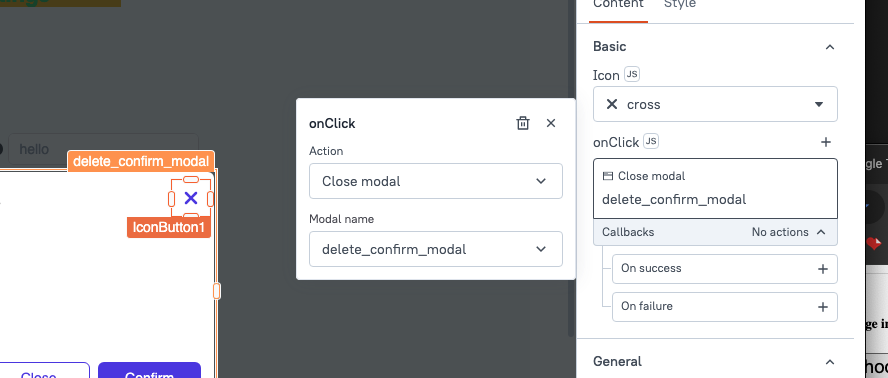 Content
Style
Basic
Icon JS
cross
onClick JS
Close modal
delete_confirm_modal
Callbacks
No actions
On success
On failure
General
onClick
Action
Close modal
Modal name
delete_confirm_modal
hello
delete_confirm_modal
IconButton1
Close
Confirm
gle T
ge in
hoo